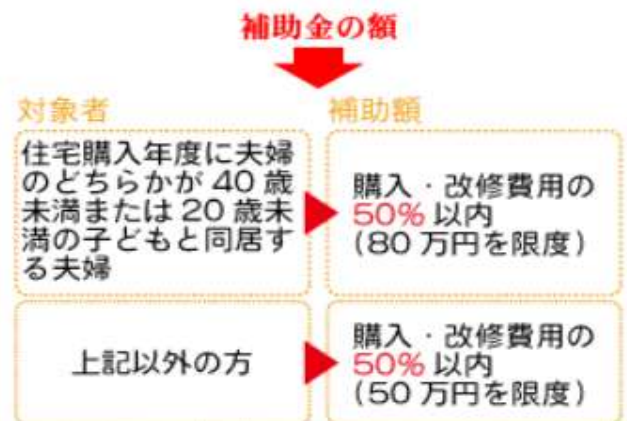 補助金の額
対象者
補助額
住宅購入年度に夫婦
のどちらかが 40 歳
未満または 20 歳未
満の子どもと同居す
る夫婦
購入・改修費用の
50% 以内
(80 万円を限度)
上記以外の方
購入・改修費用の
50% 以内
(50 万円を限度)